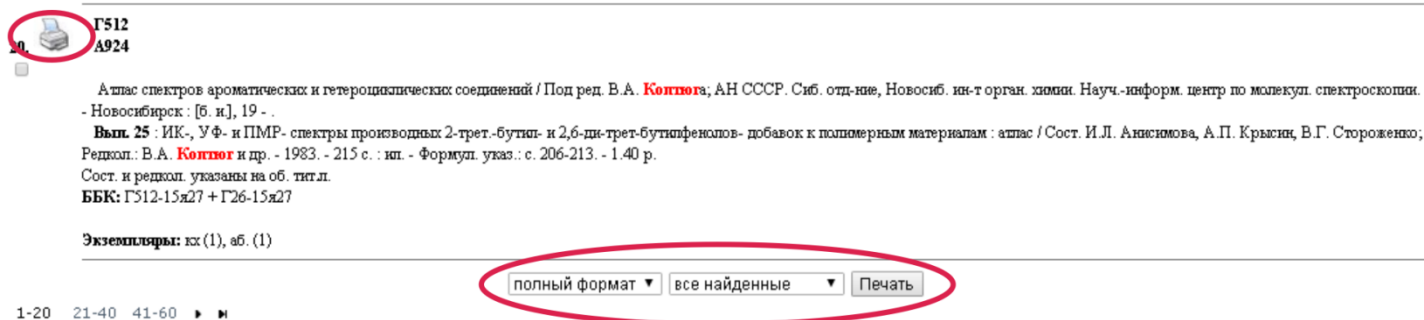 Г512
20. А924
Атлас спектров ароматических и гетероциклических соединений / Под ред. В.А. Коптюга; АН СССР. Сиб. отд-ние, Новосиб. ин-т орган. химии. Науч.-информ. центр по молекул. спектроскопии.
- Новосибирск : [б. и.], 19 - .
Вып. 25 : ИК-, УФ- и ПМР- спектры производных 2-трет.-бутил- и 2,6-ди-трет-бутилфенолов- добавок к полимерным материалам : атлас / Сост. И.Л. Анисимова, А.П. Крысин, В.Г. Стороженко;
Редкол.: В.А. Коптюг и др. - 1983. - 215 с. : ил. - Формул. указ.: с. 206-213. - 1.40 р.
Сост. и редкол. указаны на об. тит.л.
ББК: Г512-15я27 + Г26-15я27
Экземпляры: кх (1), аб. (1)
полный формат ▼ все найденные ▼ Печать
1-20 21-40 41-60